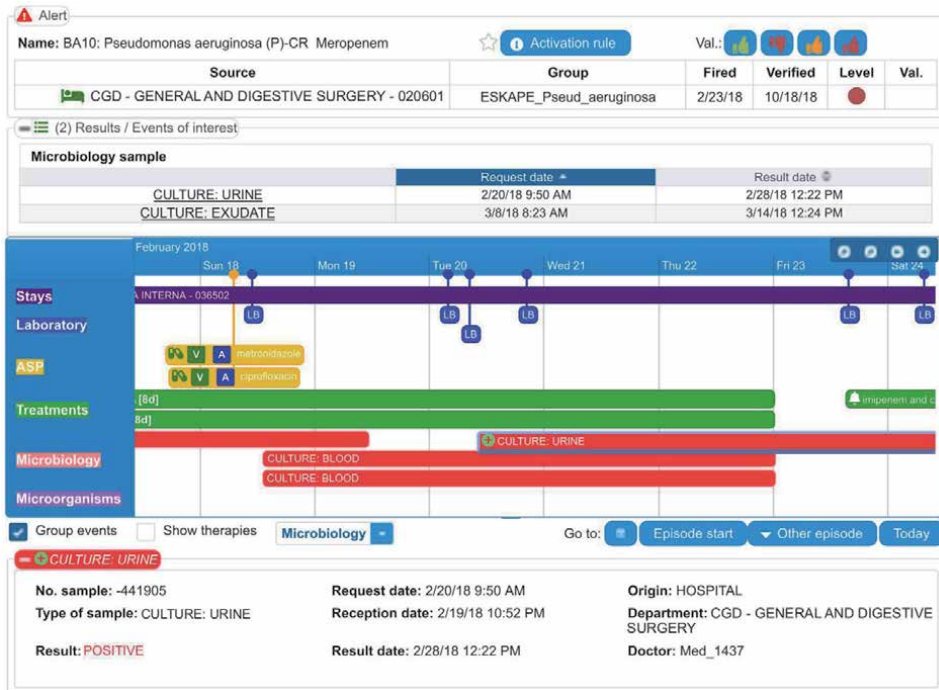 Alert
Name: BA10: Pseudomonas aeruginosa (P)-CR Meropenem
Activation rule
Val.:
Source Group Fired Verified Level Val.
CGD - GENERAL AND DIGESTIVE SURGERY - 020601 ESKAPE_Pseud_aeruginosa 2/23/18 10/18/18
(2) Results / Events of interest
Microbiology sample
Request date Result date
CULTURE: URINE 2/20/18 9:50 AM 2/28/18 12:22 PM
CULTURE: EXUDATE 3/8/18 8:23 AM 3/14/18 12:24 PM
February 2018
Sun 18 Mon 19 Tue 20 Wed 21 Thu 22 Fri 23 Sat 24
Stays
A INTERNA - 036502
Laboratory
LB LB LB LB LB LB
ASP
V A metronidazole
V A ciprofloxacin
Treatments
. [8d] imipenem and c
8d]
CULTURE: URINE
Microbiology
CULTURE: BLOOD
CULTURE: BLOOD
Microorganisms
Group events Show therapies Microbiology Go to: Episode start Other episode Today
CULTURE: URINE
No. sample: -441905 Request date: 2/20/18 9:50 AM Origin: HOSPITAL
Type of sample: CULTURE: URINE Reception date: 2/19/18 10:52 PM Department: CGD - GENERAL AND DIGESTIVE
SURGERY
Result: POSITIVE Result date: 2/28/18 12:22 PM Doctor: Med_1437